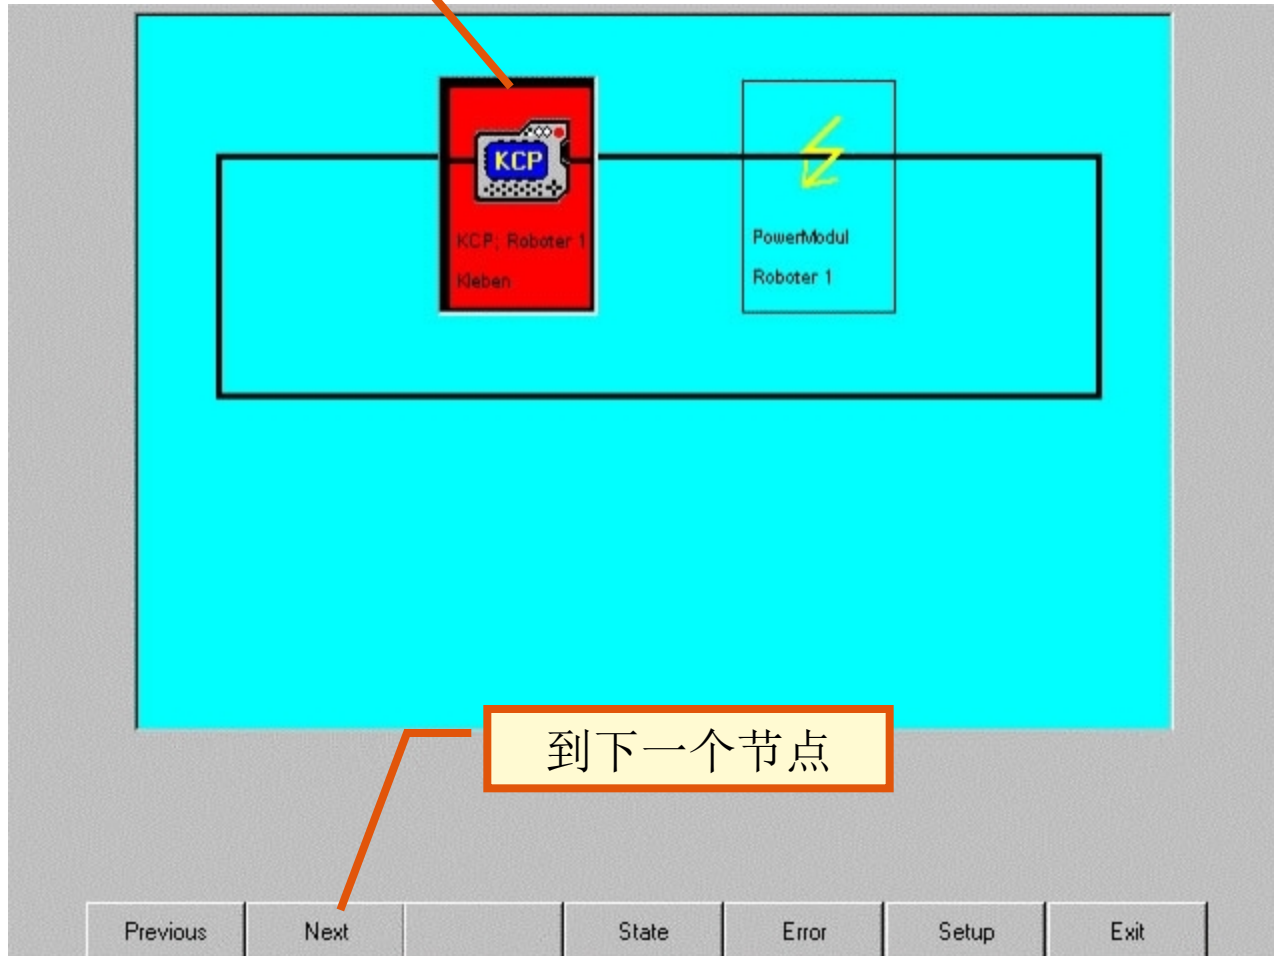 KCP
KCP; Roboter 1
Kleben
PowerModul
Roboter 1
到下一个节点
Previous
Next
State
Error
Setup
Exit